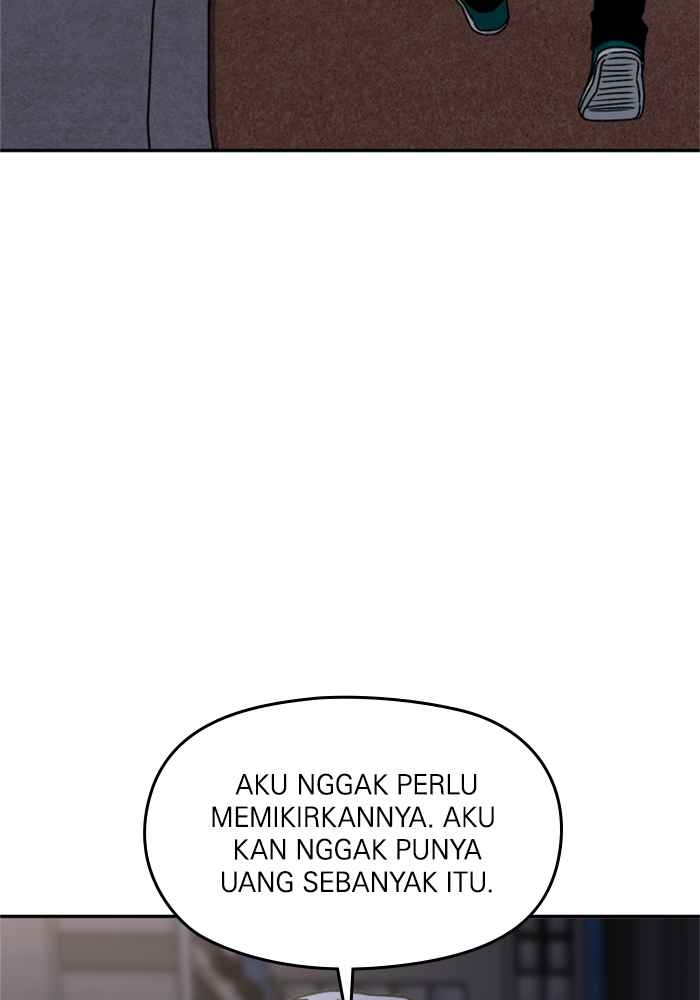 AKU NGGAK PERLU
MEMIKIRKANNYA. AKU
KAN NGGAK PUNYA
UANG SEBANYAK ITU.